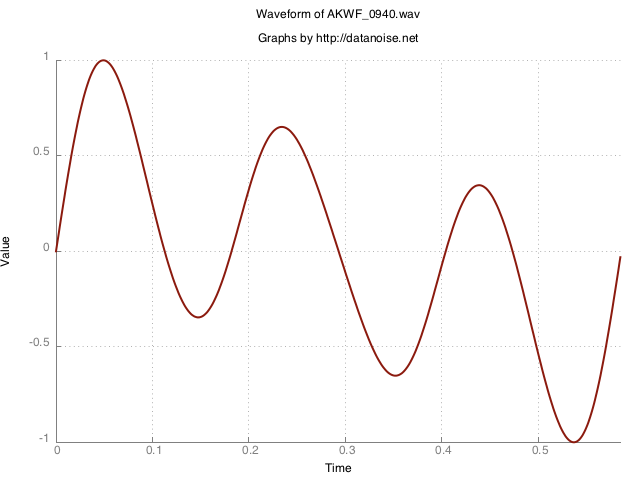 Waveform of AKWF_0940.wav
Graphs by http://datanoise.net
1
0.5
0
-0.5
-1
Value
0 0.1 0.2 0.3 0.4 0.5
Time